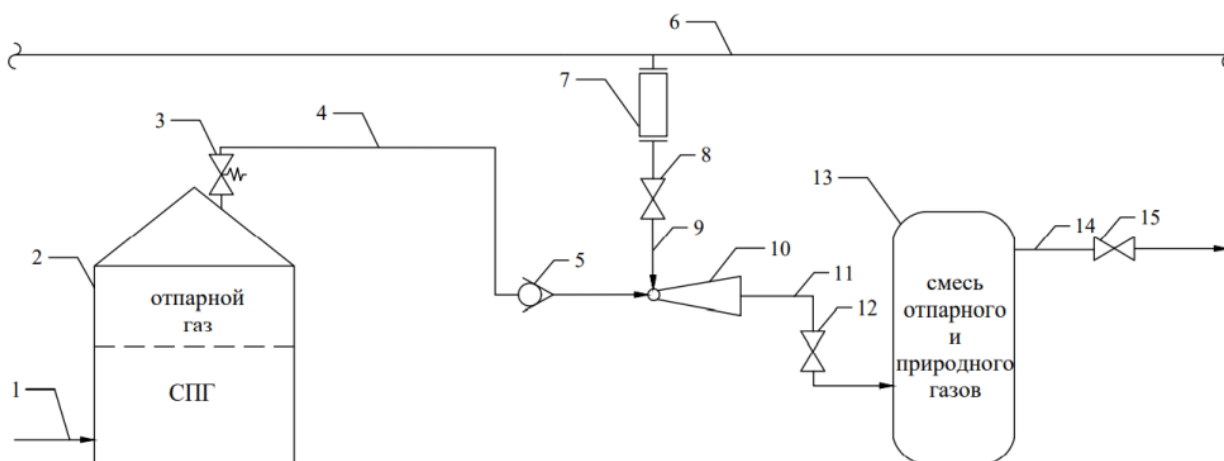 6
7
3
4
8
13
9
14
15
2
5
10
11
отпарной
газ
12
смесь
отпарного
и
природного
газов
1
СПГ